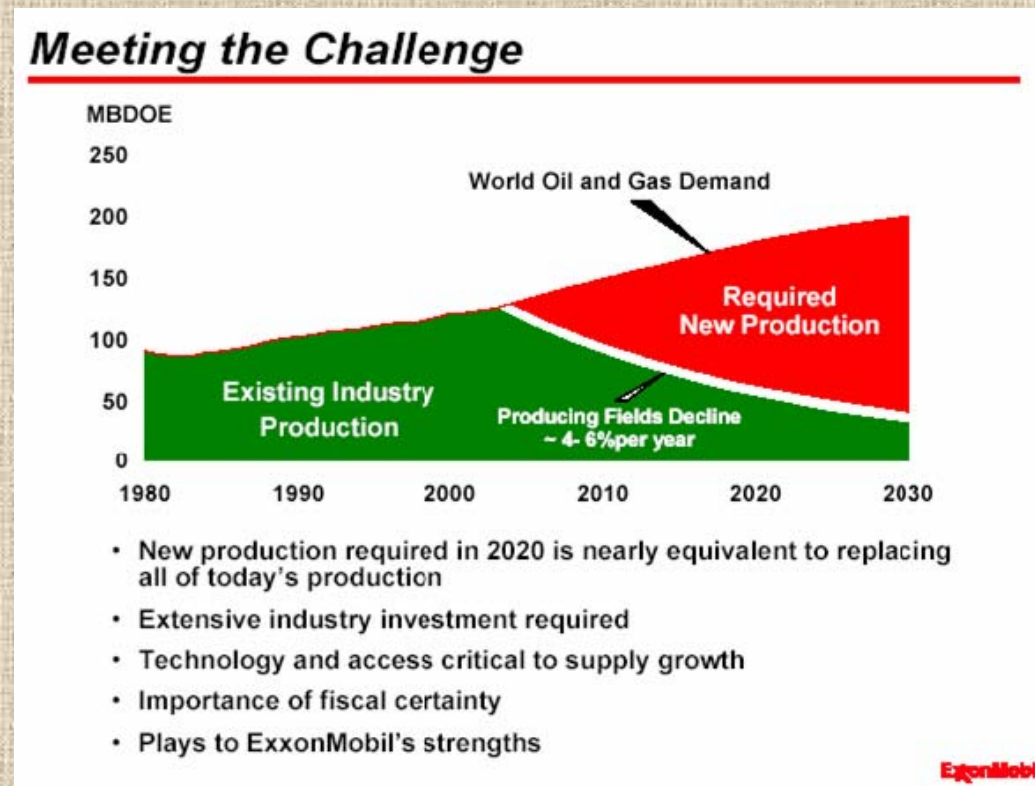 Meeting the Challenge
MBDOE
250
World Oil and Gas Demand
200
150
Required
New Production
100
Existing Industry
Production
50
Producing Fields Decline
~ 4- 6%per year
0
1980 1990 2000 2010 2020 2030
• New production required in 2020 is nearly equivalent to replacing
all of today's production
• Extensive industry investment required
• Technology and access critical to supply growth
• Importance of fiscal certainty
• Plays to ExxonMobil's strengths
ExxonMobi